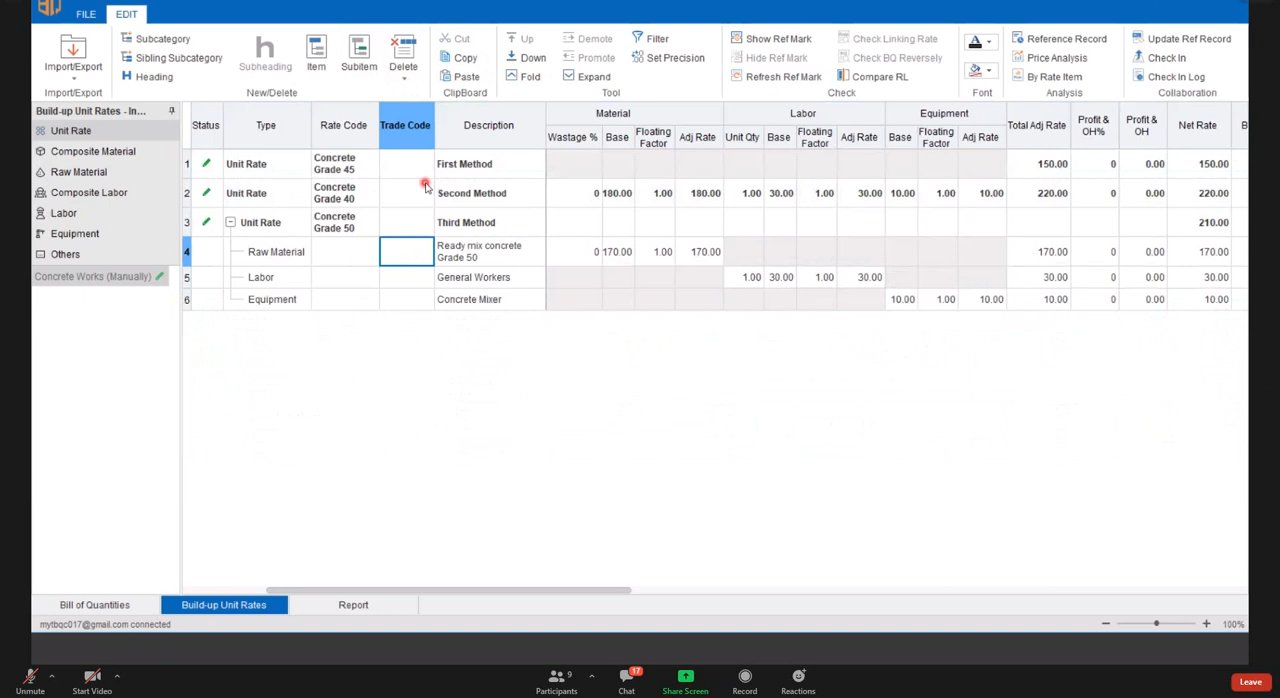 FILE
EDIT
Import/Export
Import/Export
Subcategory
Sibling Subcategory
Heading
Subheading
Item
Subitem
Delete
New/Delete
Cut
Copy
Paste
ClipBoard
Up
Down
Fold
Demote
Promote
Expand
Filter
Set Precision
Tool
Show Ref Mark
Hide Ref Mark
Refresh Ref Mark
Check Linking Rate
Check BQ Reversely
Compare RL
Check
Font
Reference Record
Price Analysis
By Rate Item
Analysis
Update Ref Record
Check In
Check In Log
Collaboration
Build-up Unit Rates - In...
Unit Rate
Composite Material
Raw Material
Composite Labor
Labor
Equipment
Others
Concrete Works (Manually)
Material Labor Equipment
Status Type Rate Code Trade Code Description Wastage % Base Floating Factor Adj Rate Unit Qty Base Floating Factor Adj Rate Base Floating Factor Adj Rate Total Adj Rate Profit & OH% Profit & OH Net Rate B
1 Unit Rate Concrete Grade 45 First Method 150.00 0 0.00 150.00
2 Unit Rate Concrete Grade 40 Second Method 0 180.00 1.00 180.00 1.00 30.00 1.00 30.00 10.00 1.00 10.00 220.00 0 0.00 220.00
3 Unit Rate Concrete Grade 50 Third Method 210.00
4 Raw Material Ready mix concrete Grade 50 0 170.00 1.00 170.00 170.00 0 0.00 170.00
5 Labor General Workers 1.00 30.00 1.00 30.00 30.00 0 0.00 30.00
6 Equipment Concrete Mixer 10.00 1.00 10.00 10.00 0 0.00 10.00
Bill of Quantities
Build-up Unit Rates
Report
mytbqc017@gmail.com connected
100%
Unmute
Start Video
9
Participants
17
Chat
Share Screen
Record
Reactions
Leave